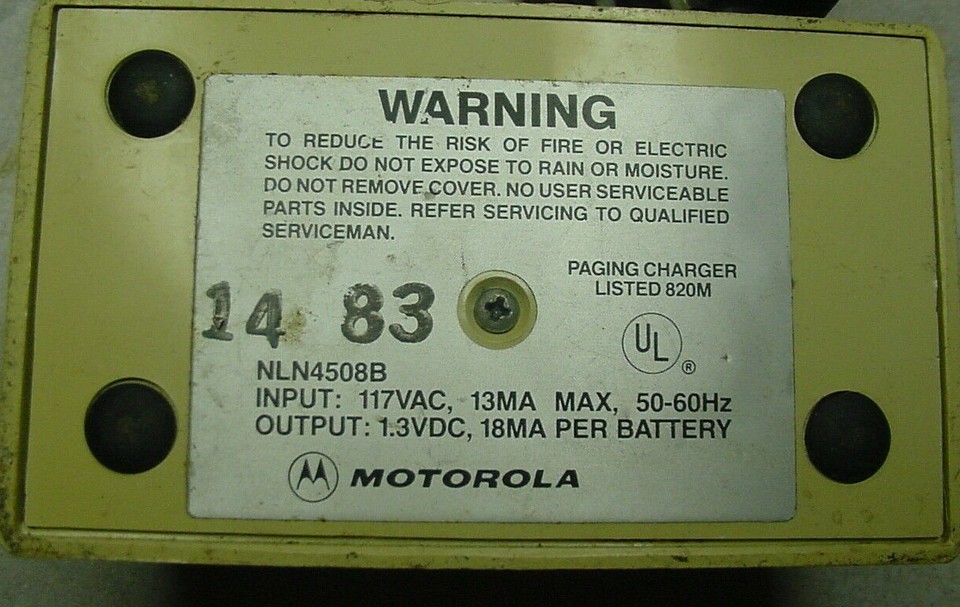 WARNING
TO REDUCE THE RISK OF FIRE OR ELECTRIC
SHOCK DO NOT EXPOSE TO RAIN OR MOISTURE.
DO NOT REMOVE COVER. NO USER SERVICEABLE
PARTS INSIDE. REFER SERVICING TO QUALIFIED
SERVICEMAN.
PAGING CHARGER
LISTED 820M
14 83
UL ®
NLN4508B
INPUT: 117VAC, 13MA MAX, 50-60Hz
OUTPUT: 1.3VDC, 18MA PER BATTERY
MOTOROLA